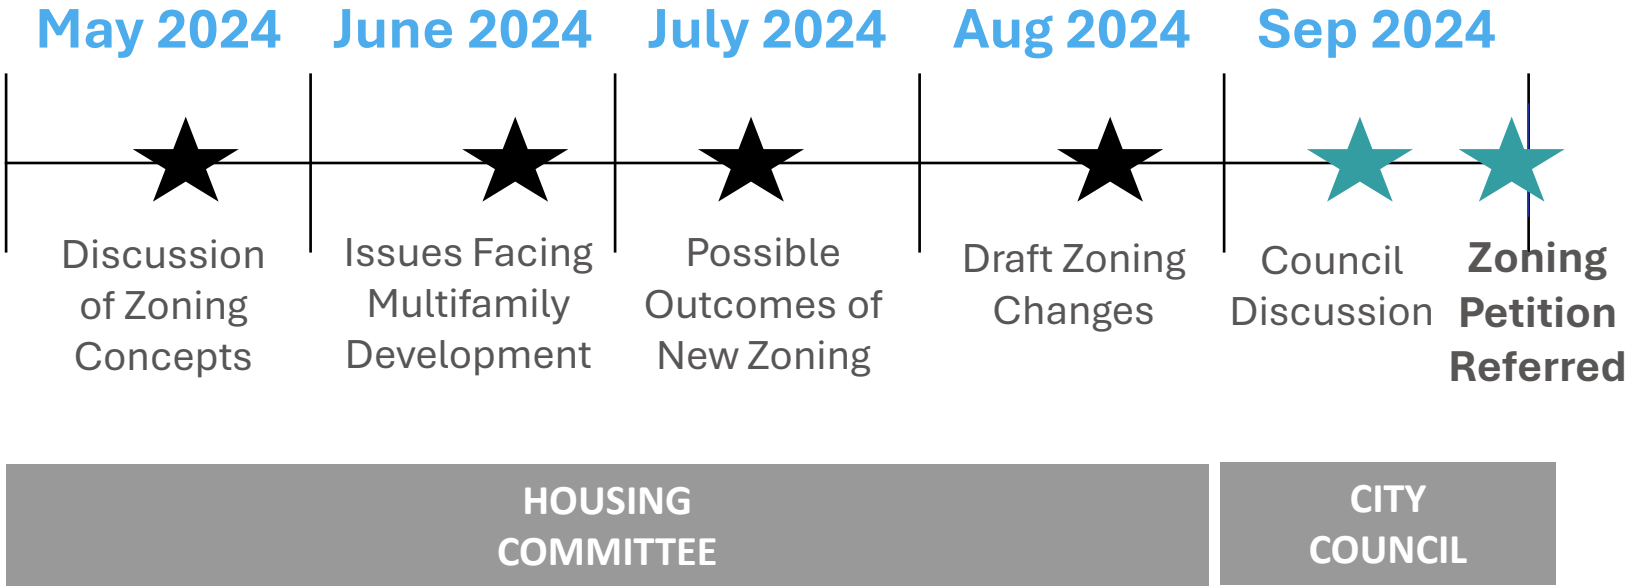 May 2024
June 2024
July 2024
Aug 2024
Sep 2024
Discussion
of Zoning
Concepts
Issues Facing
Multifamily
Development
Possible
Outcomes of
New Zoning
Draft Zoning
Changes
Council
Discussion
Zoning
Petition
Referred
HOUSING
COMMITTEE
CITY
COUNCIL